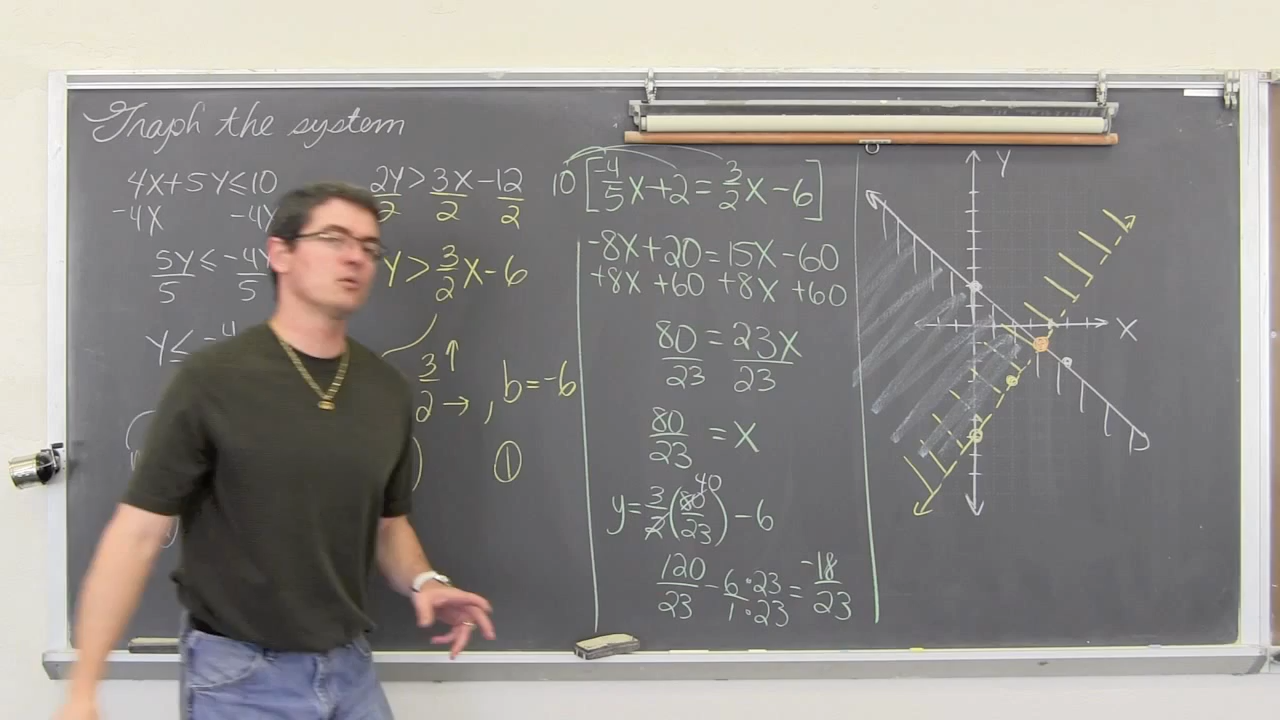 Graph the system
4X+5Y≤10
-4X -4X
5Y ≤ -4X
5 5
Y≤ -4
2Y > 3X-12
2 2 2
Y > 3/2 X-6
3/2 ↑ → , b=-6
①
10 [-4/5 X+2 = 3/2 X-6]
-8X+20=15X-60
+8X +60 +8X +60
80 = 23X
23 23
80/23 = X
y= 3/2 (80/23) -6
40
120/23 - 6·23/1·23 = -18/23
Y
X